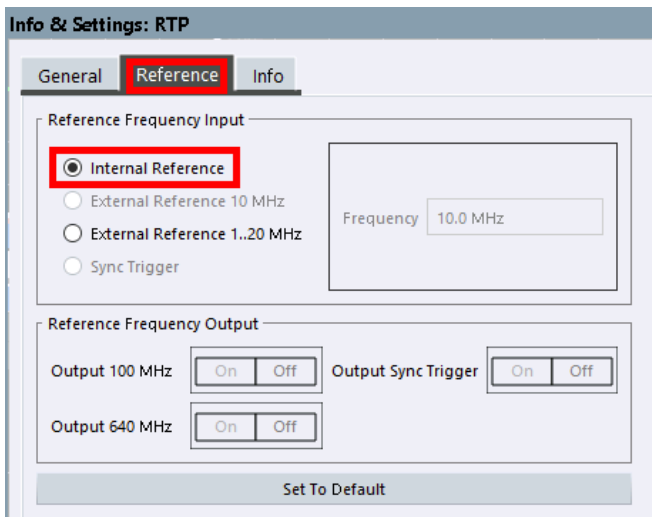 Info & Settings: RTP
General Reference Info
Reference Frequency Input
Internal Reference
External Reference 10 MHz
External Reference 1..20 MHz
Sync Trigger
Frequency 10.0 MHz
Reference Frequency Output
Output 100 MHz On Off Output Sync Trigger On Off
Output 640 MHz On Off
Set To Default